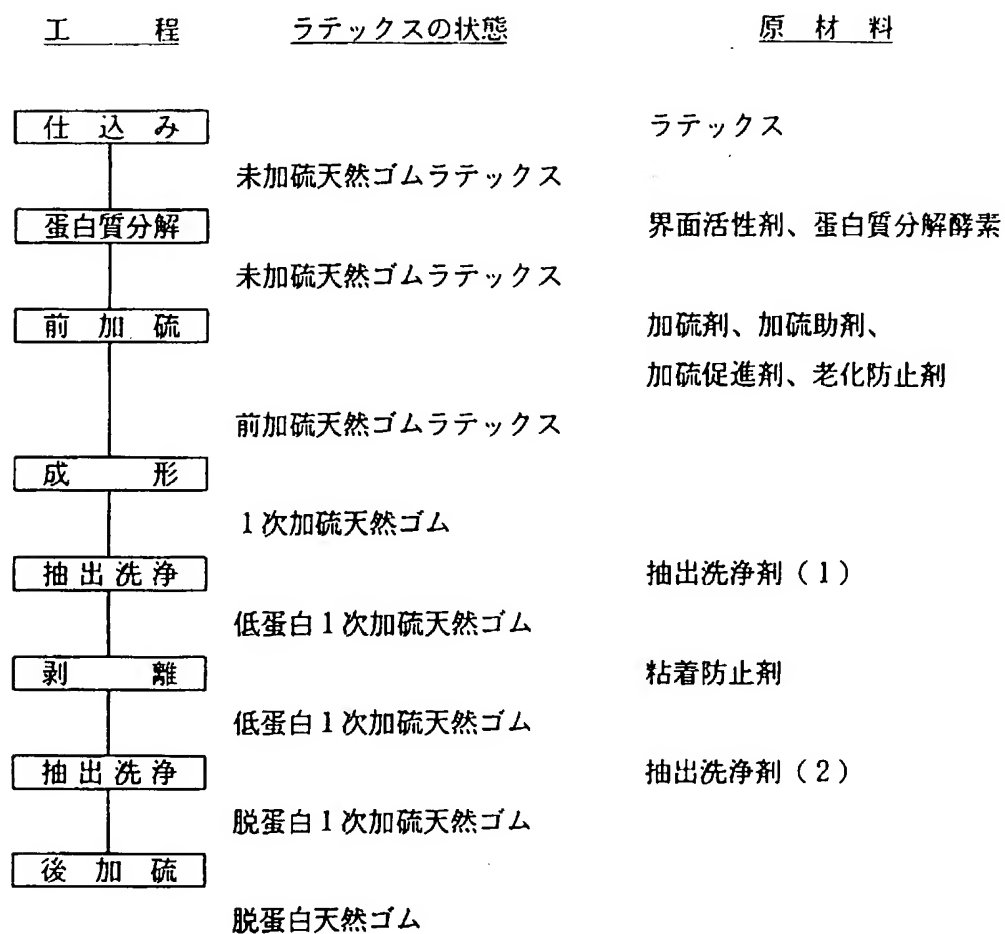 工程 ラテックスの状態 原材料
仕込み ラテックス
未加硫天然ゴムラテックス
蛋白質分解 界面活性剤、蛋白質分解酵素
未加硫天然ゴムラテックス
前加硫 加硫剤、加硫助剤、
加硫促進剤、老化防止剤
前加硫天然ゴムラテックス
成形
1次加硫天然ゴム
抽出洗浄 抽出洗浄剤(1)
低蛋白1次加硫天然ゴム
剥離 粘着防止剤
低蛋白1次加硫天然ゴム
抽出洗浄 抽出洗浄剤(2)
脱蛋白1次加硫天然ゴム
後加硫
脱蛋白天然ゴム